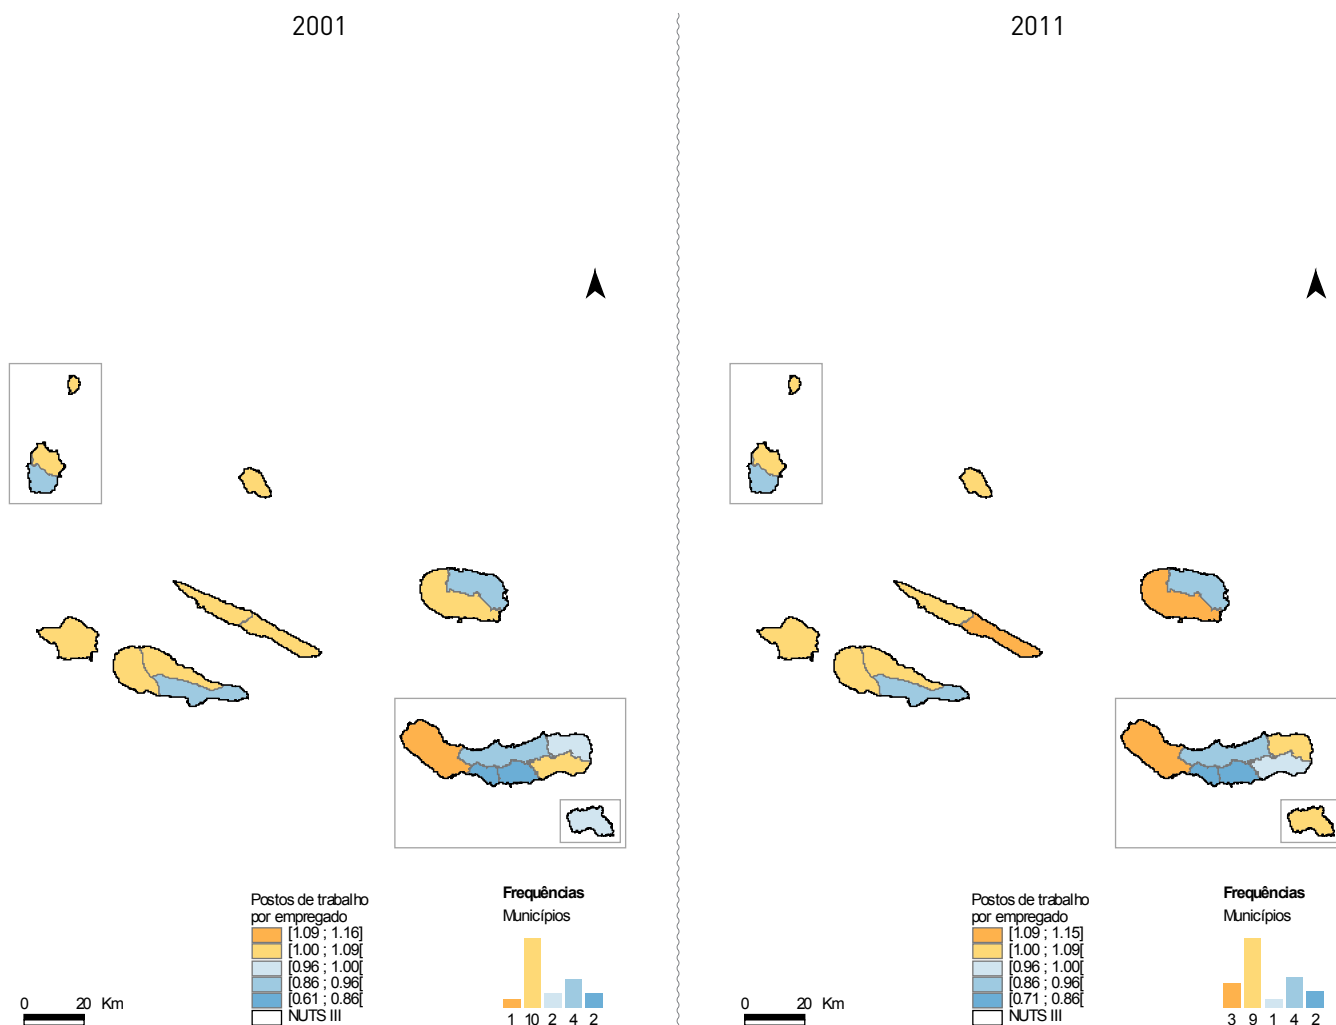 2001
2011
Postos de trabalho
por empregado
[1.09 ; 1.16]
[1.00 ; 1.09[
[0.96 ; 1.00[
[0.86 ; 0.96[
[0.61 ; 0.86[
NUTS III
Frequências
Municípios
1 10 2 4 2
0 20 Km
Postos de trabalho
por empregado
[1.09 ; 1.15]
[1.00 ; 1.09[
[0.96 ; 1.00[
[0.86 ; 0.96[
[0.71 ; 0.86[
NUTS III
Frequências
Municípios
3 9 1 4 2
0 20 Km